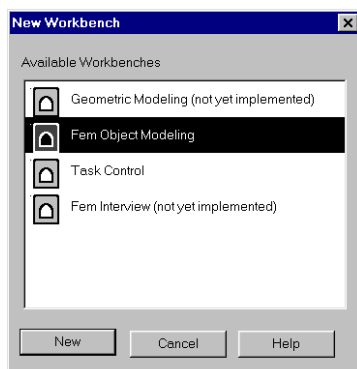 New Workbench
Available Workbenches
Geometric Modeling (not yet implemented)
Fem Object Modeling
Task Control
Fem Interview (not yet implemented)
New
Cancel
Help